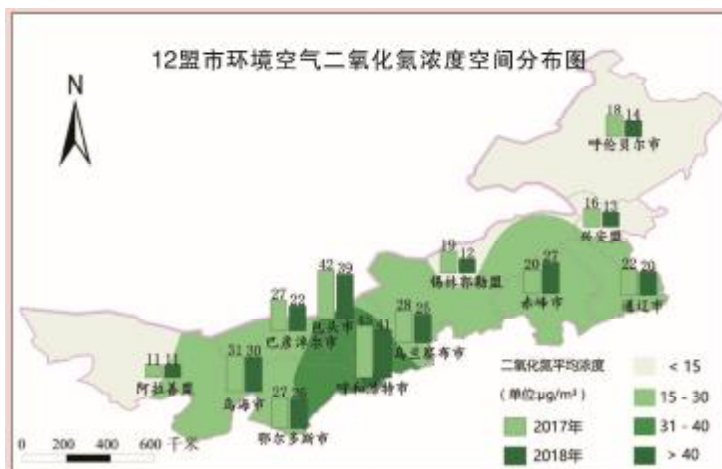 12盟市环境空气二氧化氮浓度空间分布图
N
18 14
呼伦贝尔市
16 13
兴安盟
19 12
锡林郭勒盟
20 27
赤峰市
22 20
通辽市
42 39
包头市
27 22
巴彦淖尔市
28 25
乌兰察布市
41
呼和浩特市
11 11
阿拉善盟
31 30
乌海市
27 26
鄂尔多斯市
二氧化氮平均浓度
(单位:μg/m³)
2017年
2018年
< 15
15 - 30
31 - 40
> 40
0 200 400 600 千米